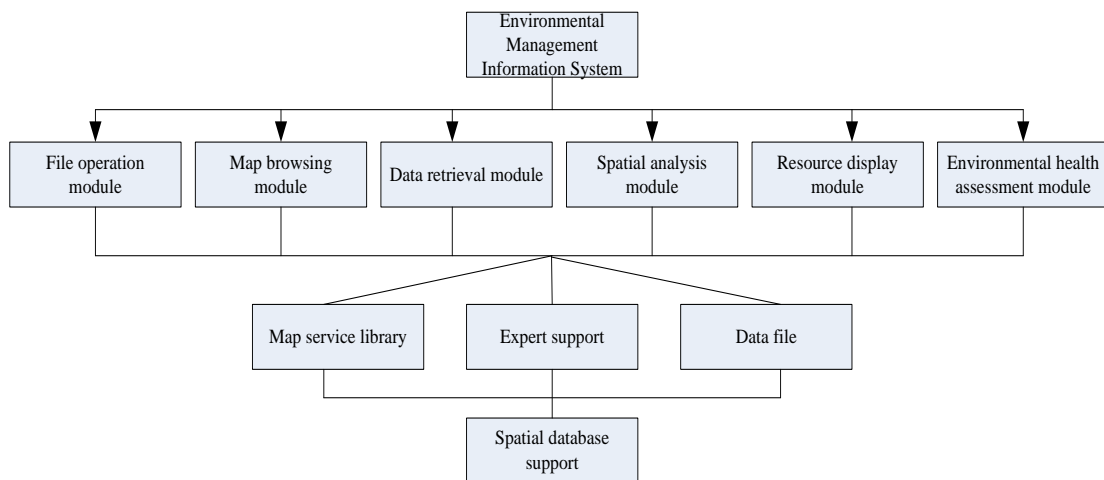 Environmental
Management
Information System
File operation
module
Map browsing
module
Data retrieval module
Spatial analysis
module
Resource display
module
Environmental health
assessment module
Map service library
Expert support
Data file
Spatial database
support